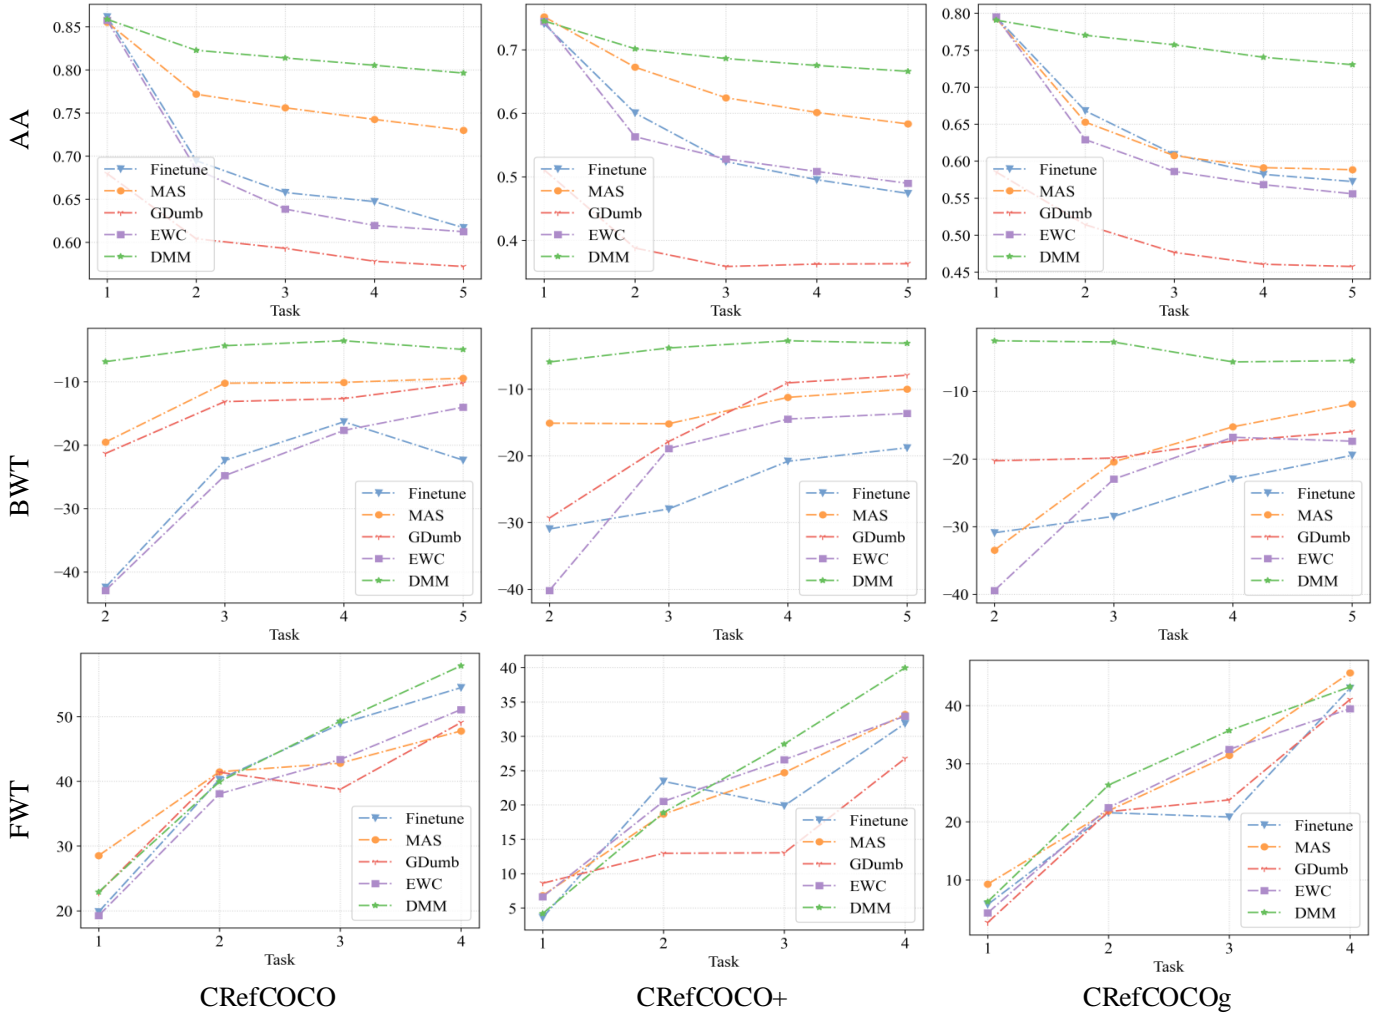 AA
0.85
0.80
0.75
0.70
0.65
0.60
Finetune
MAS
GDumb
EWC
DMM
1 2 3 4 5
Task
0.7
0.6
0.5
0.4
Finetune
MAS
GDumb
EWC
DMM
1 2 3 4 5
Task
0.80
0.75
0.70
0.65
0.60
0.55
0.50
0.45
Finetune
MAS
GDumb
EWC
DMM
1 2 3 4 5
Task
BWT
−10
−20
−30
−40
Finetune
MAS
GDumb
EWC
DMM
2 3 4 5
Task
−10
−20
−30
−40
Finetune
MAS
GDumb
EWC
DMM
2 3 4 5
Task
−10
−20
−30
−40
Finetune
MAS
GDumb
EWC
DMM
2 3 4 5
Task
FWT
50
40
30
20
Finetune
MAS
GDumb
EWC
DMM
1 2 3 4
Task
40
35
30
25
20
15
10
5
Finetune
MAS
GDumb
EWC
DMM
1 2 3 4
Task
40
30
20
10
Finetune
MAS
GDumb
EWC
DMM
1 2 3 4
Task
CRefCOCO
CRefCOCO+
CRefCOCOg